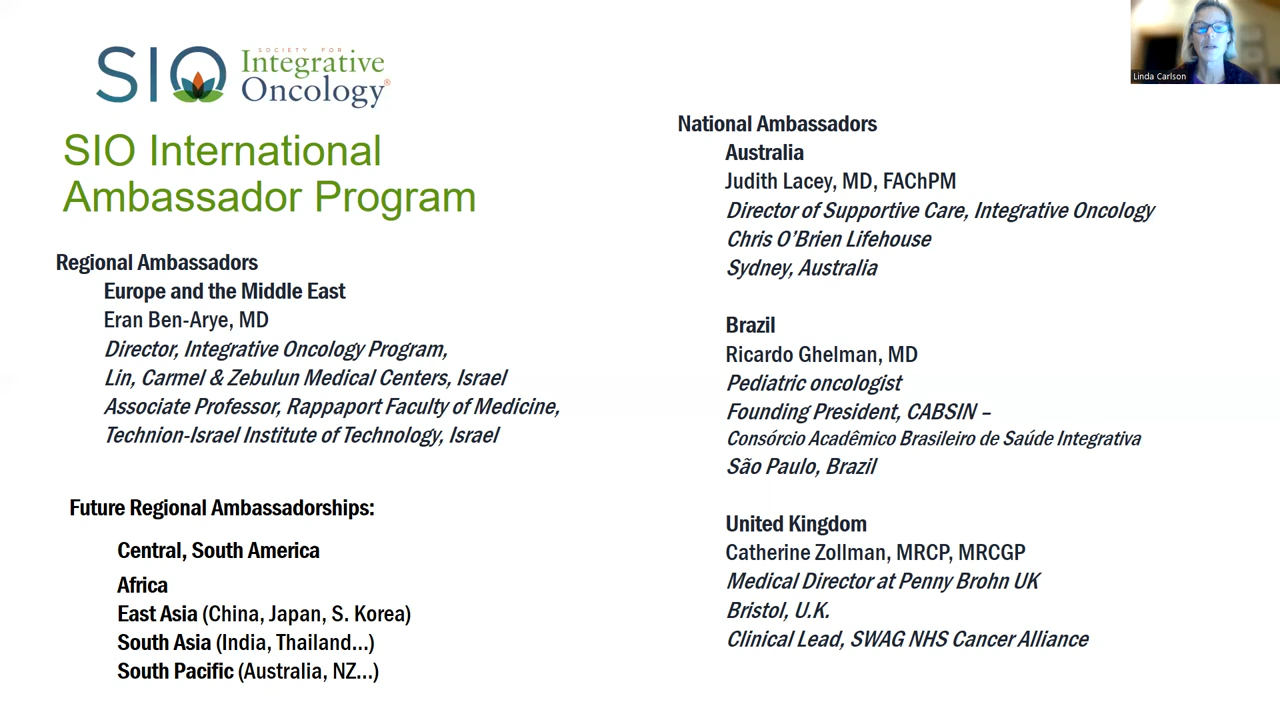 SIO
SOCIETY FOR
Integrative
Oncology®
SIO International
Ambassador Program
Regional Ambassadors
Europe and the Middle East
Eran Ben-Arye, MD
Director, Integrative Oncology Program,
Lin, Carmel & Zebulun Medical Centers, Israel
Associate Professor, Rappaport Faculty of Medicine,
Technion-Israel Institute of Technology, Israel
Future Regional Ambassadorships:
Central, South America
Africa
East Asia (China, Japan, S. Korea)
South Asia (India, Thailand...)
South Pacific (Australia, NZ...)
National Ambassadors
Australia
Judith Lacey, MD, FAChPM
Director of Supportive Care, Integrative Oncology
Chris O’Brien Lifehouse
Sydney, Australia
Brazil
Ricardo Ghelman, MD
Pediatric oncologist
Founding President, CABSIN –
Consórcio Acadêmico Brasileiro de Saúde Integrativa
São Paulo, Brazil
United Kingdom
Catherine Zollman, MRCP, MRCGP
Medical Director at Penny Brohn UK
Bristol, U.K.
Clinical Lead, SWAG NHS Cancer Alliance
Linda Carlson